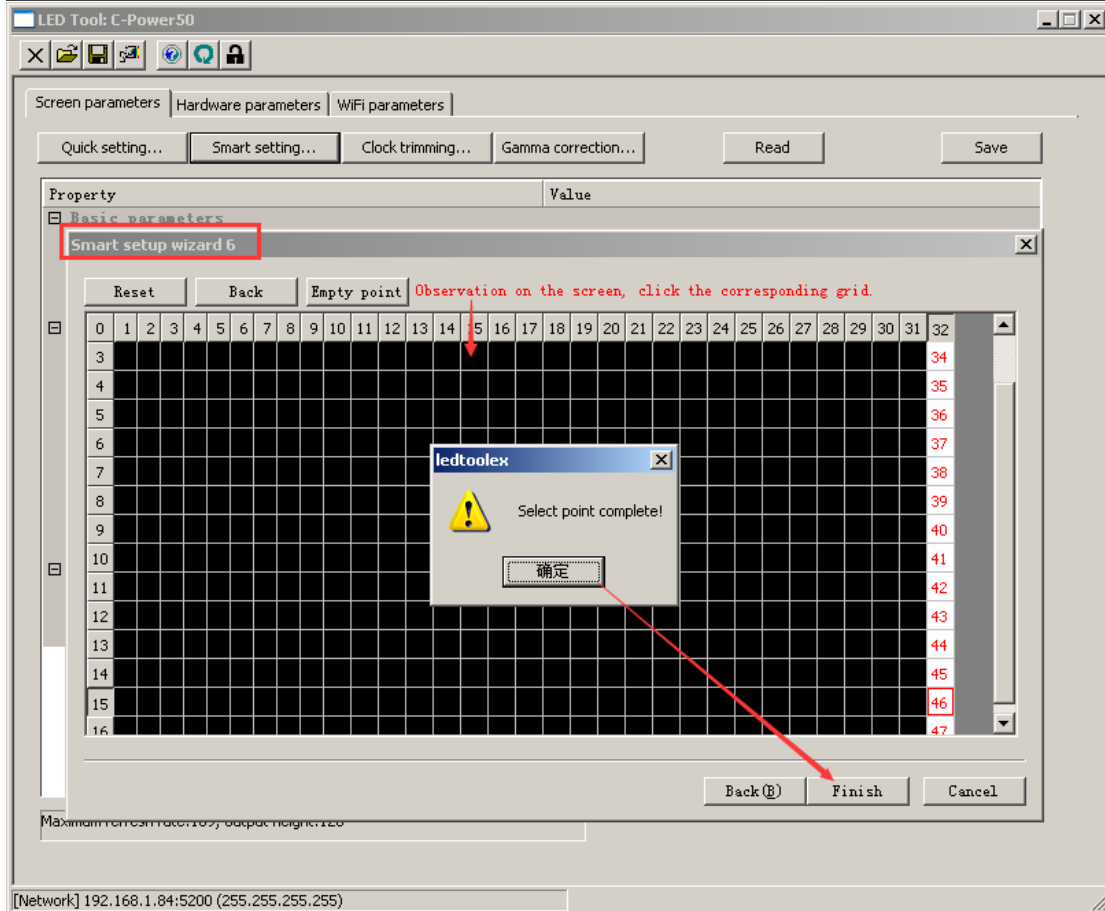 LED Tool: C-Power50
Screen parameters Hardware parameters WiFi parameters
Quick setting... Smart setting... Clock trimming... Gamma correction... Read Save
Property Value
Basic parameters
Smart setup wizard 6
Reset Back Empty point Observation on the screen, click the corresponding grid.
0 1 2 3 4 5 6 7 8 9 10 11 12 13 14 15 16 17 18 19 20 21 22 23 24 25 26 27 28 29 30 31 32
3 34
4 35
5 36
6 37
7 38
8 39
9 40
10 41
11 42
12 43
13 44
14 45
15 46
16 47
ledtoolex
Select point complete!
确定
Back(B) Finish Cancel
Maximum refresh rate:189, output height:128
[Network] 192.168.1.84:5200 (255.255.255.255)